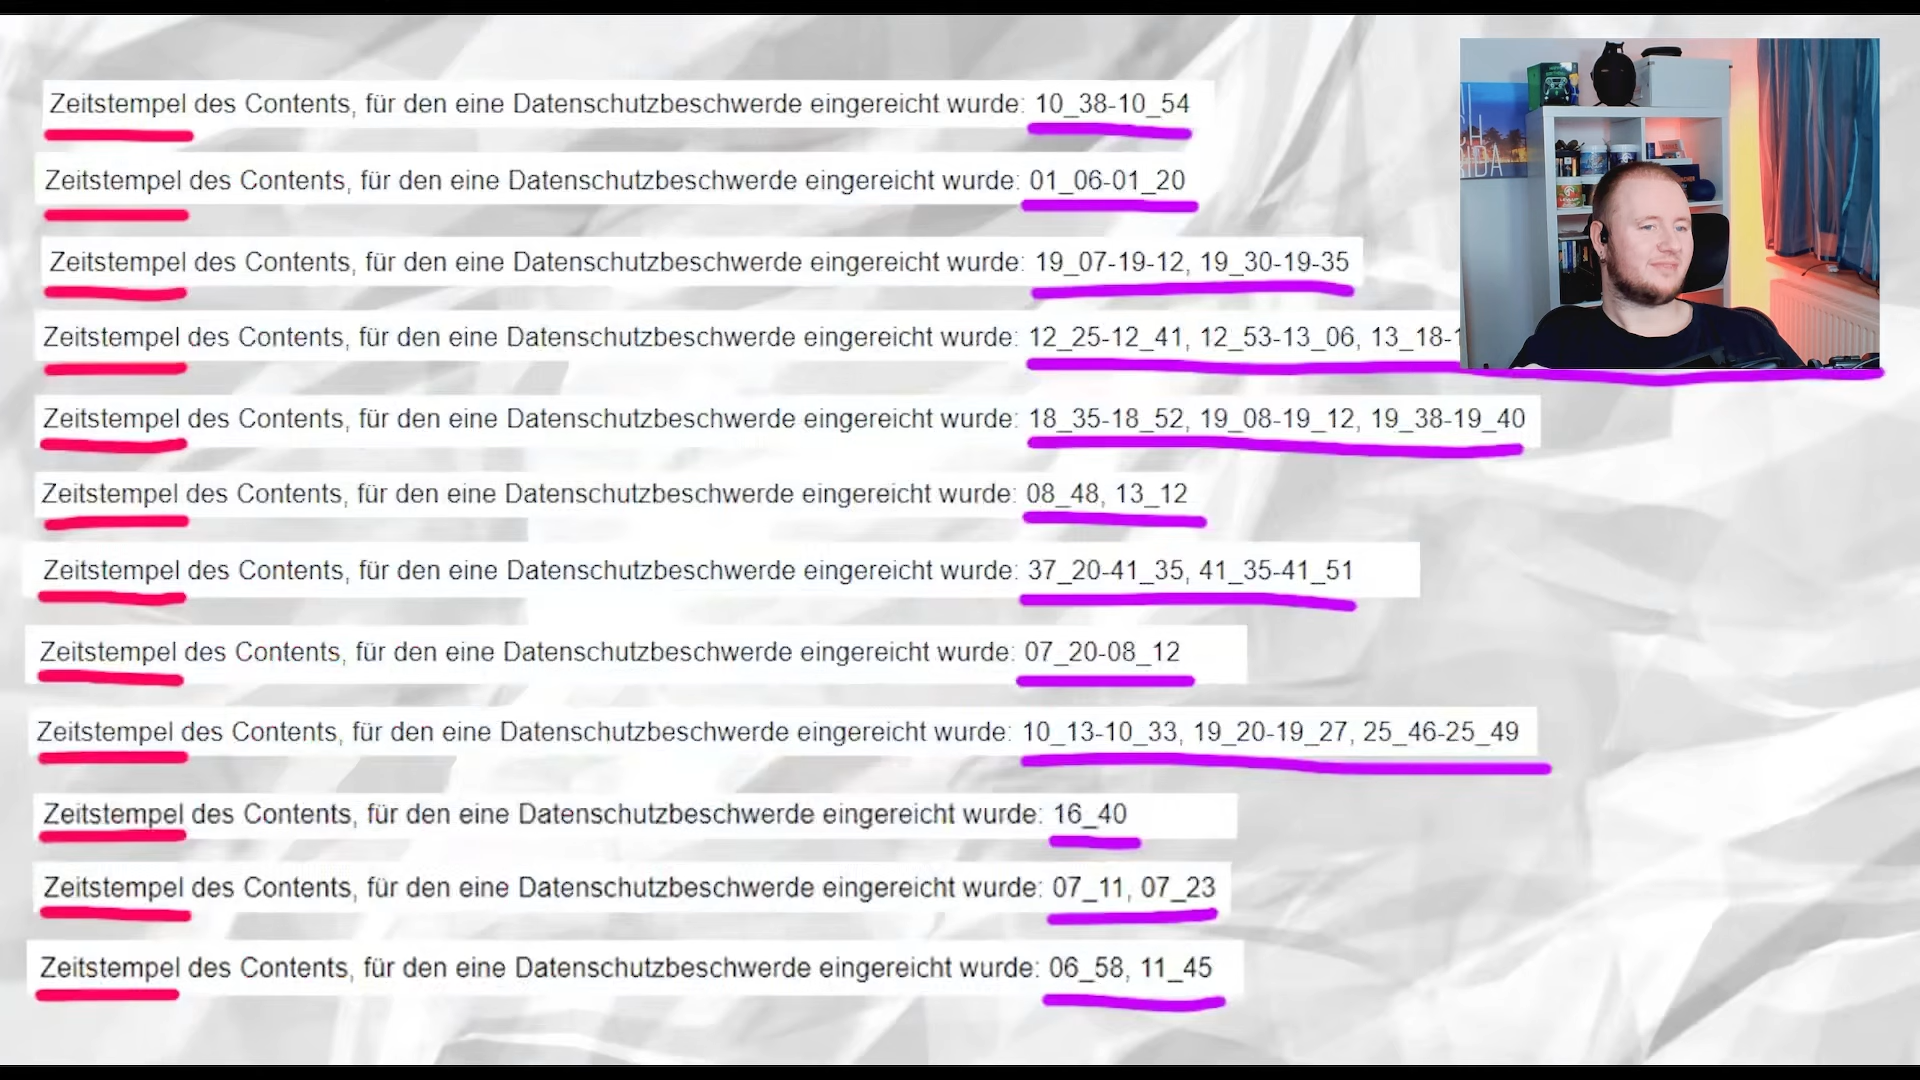 Zeitstempel des Contents, für den eine Datenschutzbeschwerde eingereicht wurde: 10_38-10_54
Zeitstempel des Contents, für den eine Datenschutzbeschwerde eingereicht wurde: 01_06-01_20
Zeitstempel des Contents, für den eine Datenschutzbeschwerde eingereicht wurde: 19_07-19-12, 19_30-19-35
Zeitstempel des Contents, für den eine Datenschutzbeschwerde eingereicht wurde: 12_25-12_41, 12_53-13_06, 13_18-
Zeitstempel des Contents, für den eine Datenschutzbeschwerde eingereicht wurde: 18_35-18_52, 19_08-19_12, 19_38-19_40
Zeitstempel des Contents, für den eine Datenschutzbeschwerde eingereicht wurde: 08_48, 13_12
Zeitstempel des Contents, für den eine Datenschutzbeschwerde eingereicht wurde: 37_20-41_35, 41_35-41_51
Zeitstempel des Contents, für den eine Datenschutzbeschwerde eingereicht wurde: 07_20-08_12
Zeitstempel des Contents, für den eine Datenschutzbeschwerde eingereicht wurde: 10_13-10_33, 19_20-19_27, 25_46-25_49
Zeitstempel des Contents, für den eine Datenschutzbeschwerde eingereicht wurde: 16_40
Zeitstempel des Contents, für den eine Datenschutzbeschwerde eingereicht wurde: 07_11, 07_23
Zeitstempel des Contents, für den eine Datenschutzbeschwerde eingereicht wurde: 06_58, 11_45